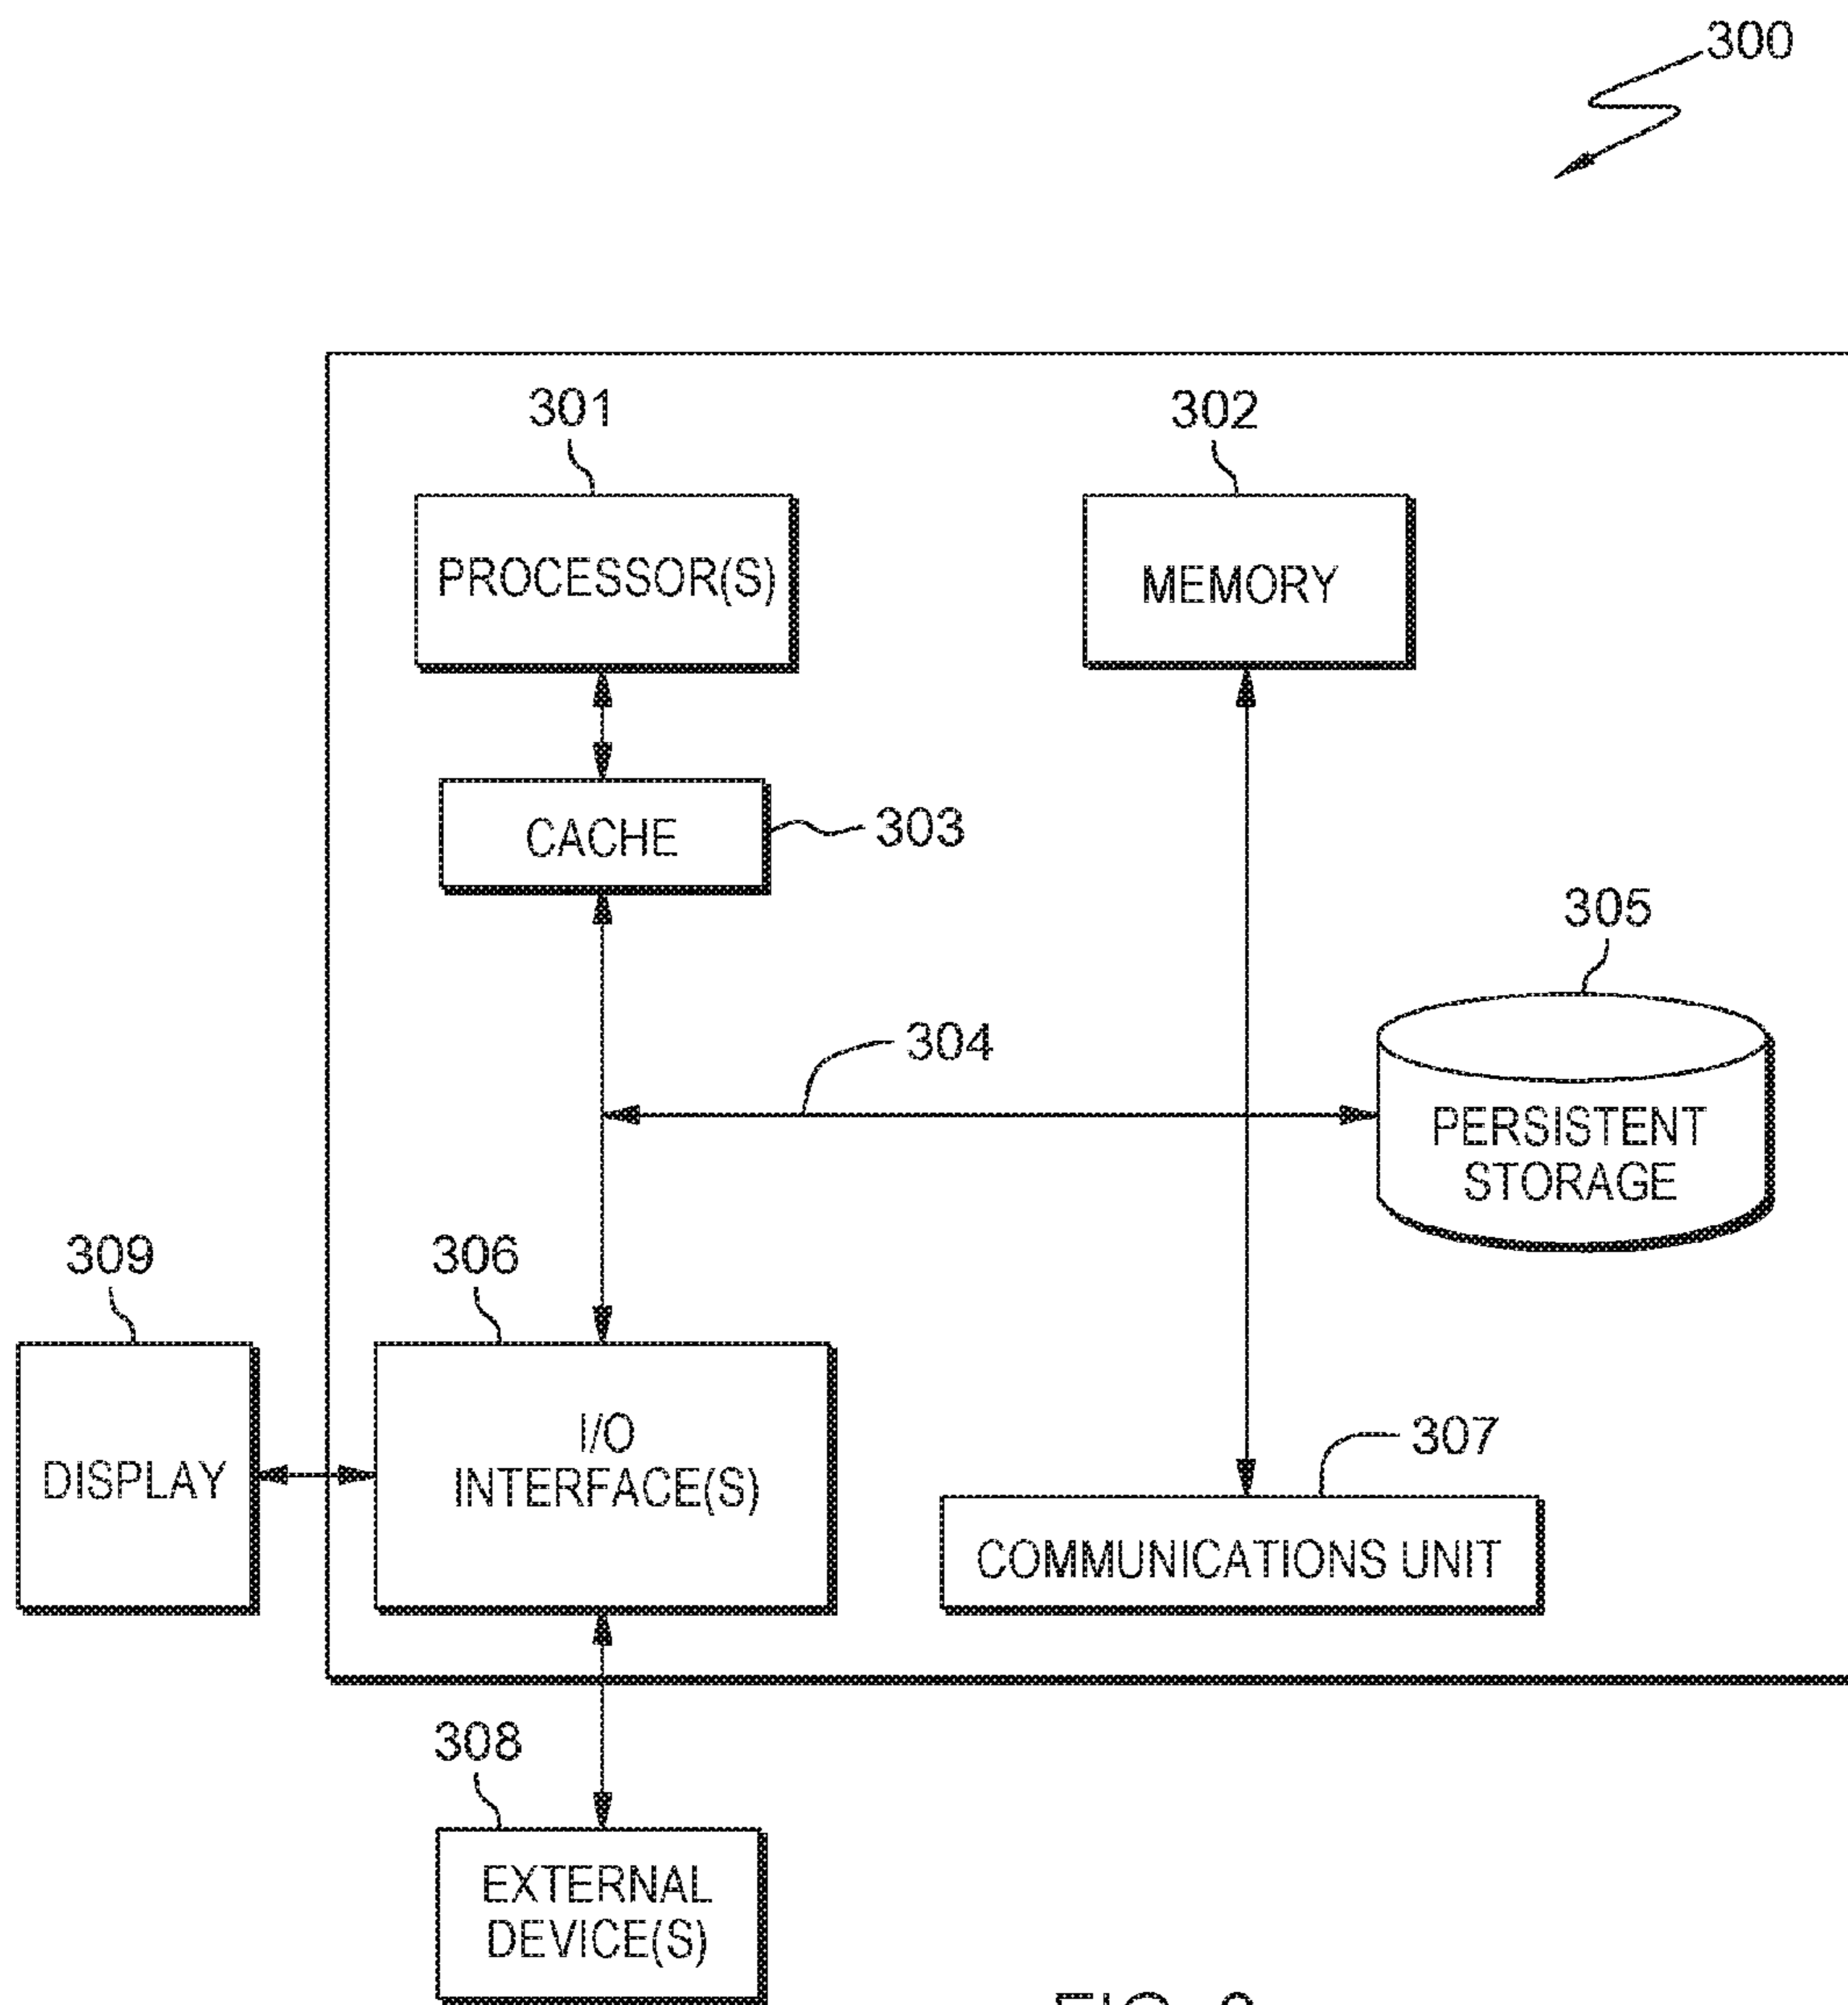 300
301
302
PROCESSOR(S)
MEMORY
CACHE
303
305
304
PERSISTENT
STORAGE
309
306
I/O
INTERFACE(S)
DISPLAY
307
COMMUNICATIONS UNIT
308
EXTERNAL
DEVICE(S)
FIG.